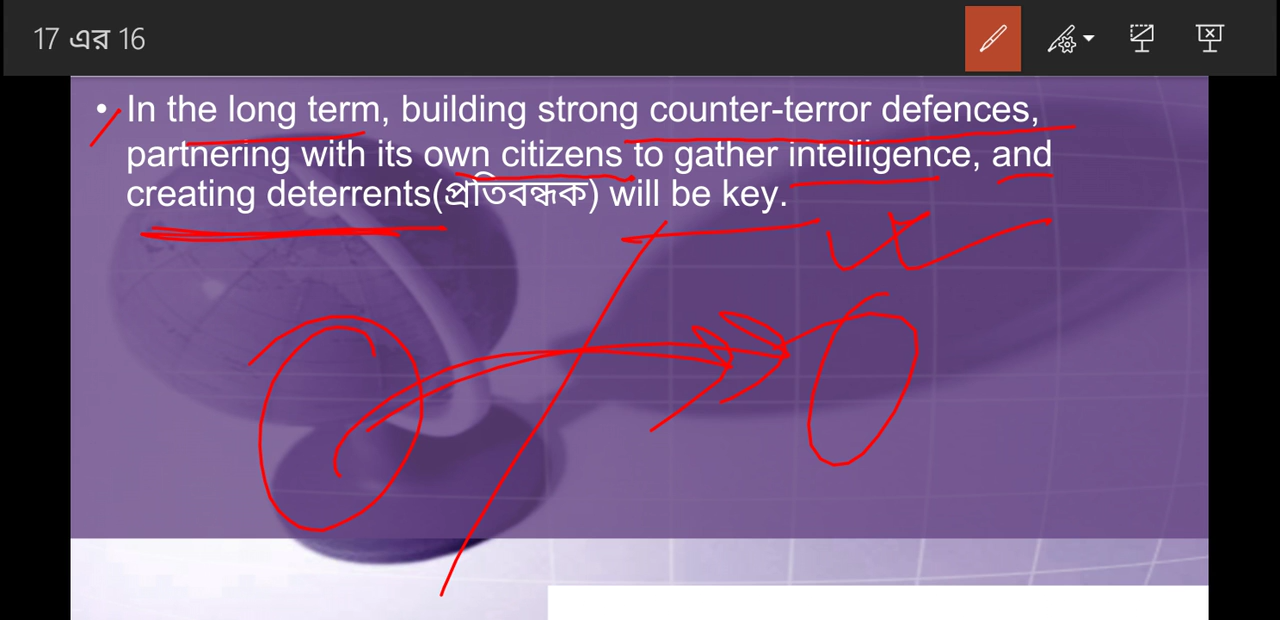 17 এর 16
• In the long term, building strong counter-terror defences,
partnering with its own citizens to gather intelligence, and
creating deterrents(প্রতিবন্ধক) will be key.